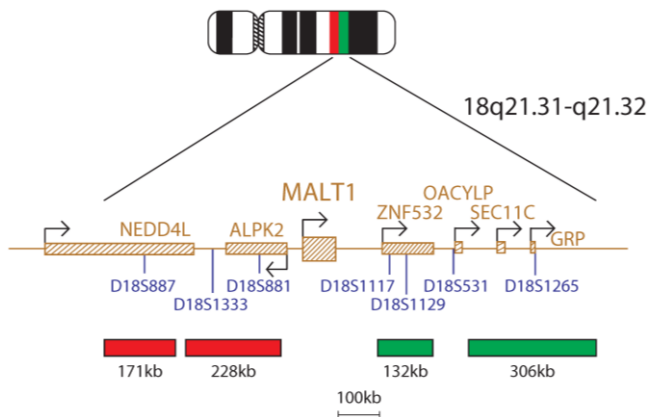 18q21.31-q21.32
MALT1
OACYLP
NEDD4L ALPK2 ZNF532 SEC11C
GRP
D18S887 D18S881 D18S1117 D18S531 D18S1265
D18S1333 D18S1129
171kb 228kb 132kb 306kb
100kb